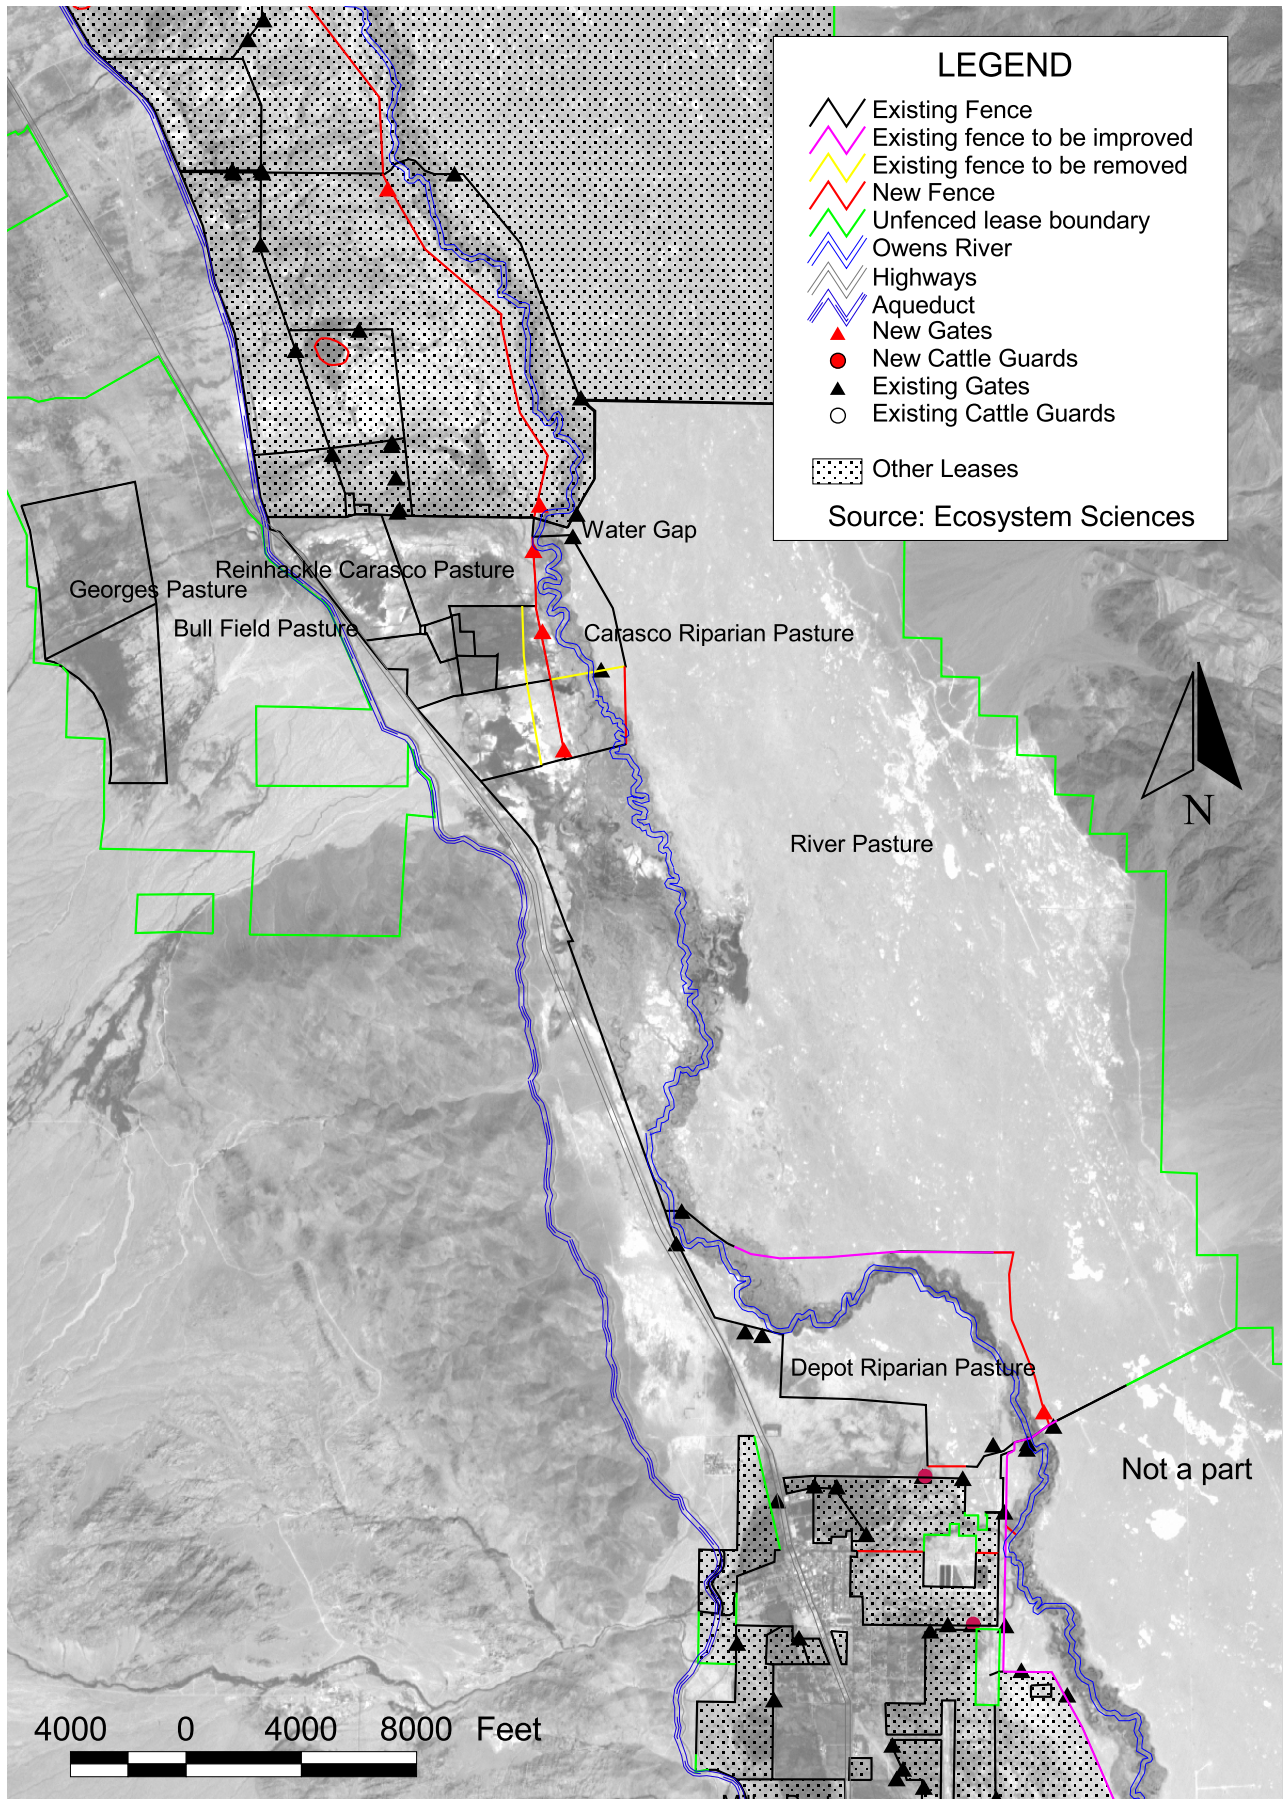 LEGEND
Existing Fence
Existing fence to be improved
Existing fence to be removed
New Fence
Unfenced lease boundary
Owens River
Highways
Aqueduct
New Gates
New Cattle Guards
Existing Gates
Existing Cattle Guards
Other Leases
Source: Ecosystem Sciences
Water Gap
Reinhackle Carasco Pasture
Georges Pasture
Bull Field Pasture
Carasco Riparian Pasture
N
River Pasture
Depot Riparian Pasture
Not a part
4000 0 4000 8000 Feet